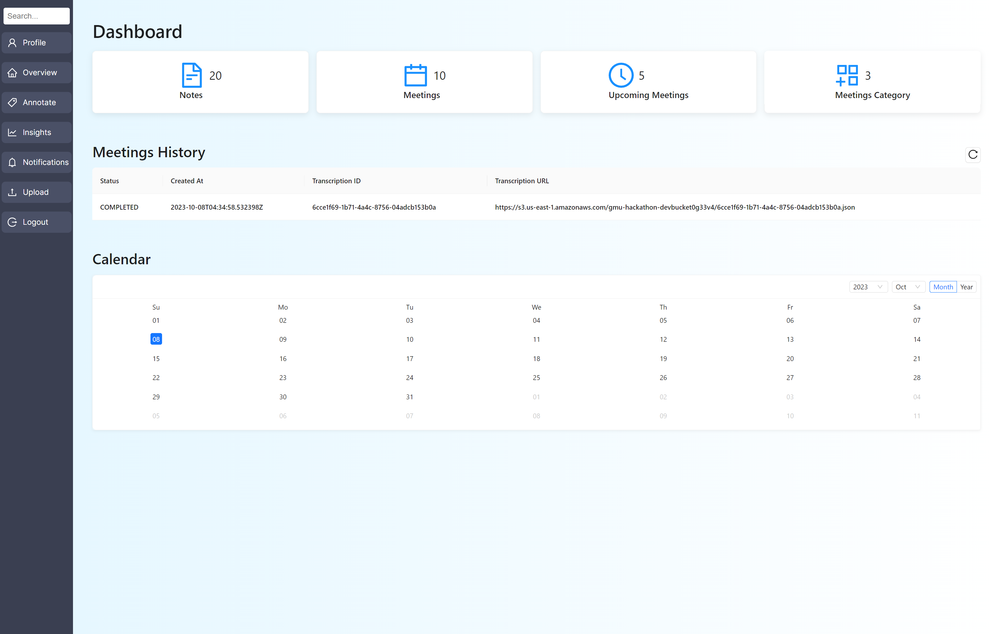 Search...
Profile
Overview
Annotate
Insights
Notifications
Upload
Logout
Dashboard
20
Notes
10
Meetings
5
Upcoming Meetings
3
Meetings Category
Meetings History
Status Created At Transcription ID Transcription URL
COMPLETED 2023-10-08T04:34:58.532398Z 6cce1f69-1b71-4a4c-8756-04adcb153b0a https://s3.us-east-1.amazonaws.com/gmu-hackathon-devbucket0g33v4/6cce1f69-1b71-4a4c-8756-04adcb153b0a.json
Calendar
2023 Oct Month Year
Su Mo Tu We Th Fr Sa
01 02 03 04 05 06 07
08 09 10 11 12 13 14
15 16 17 18 19 20 21
22 23 24 25 26 27 28
29 30 31 01 02 03 04
05 06 07 08 09 10 11